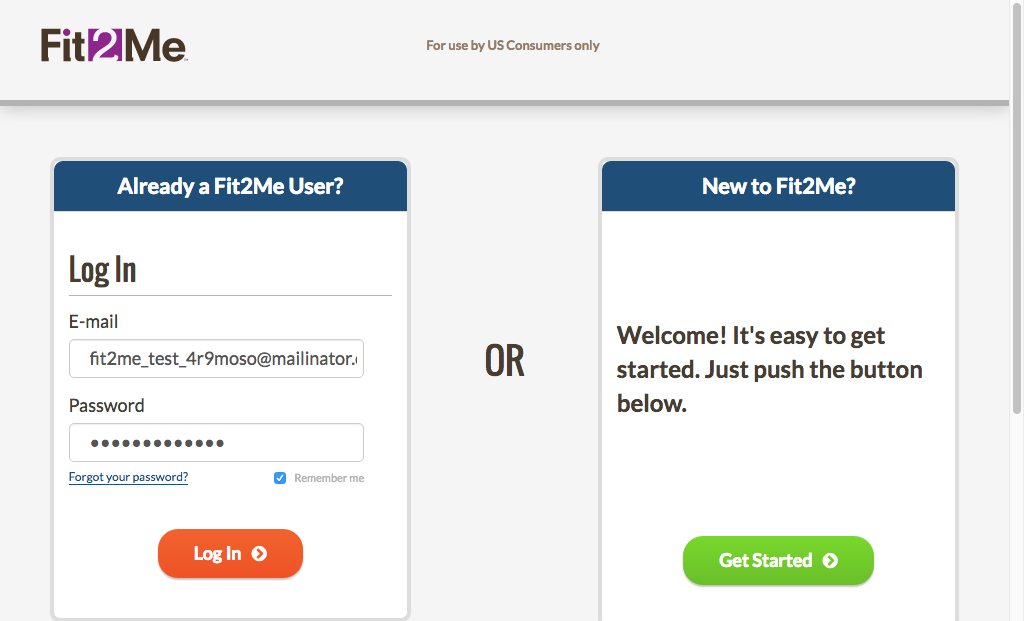 Fit2Me
For use by US Consumers only
Already a Fit2Me User?
Log In
E-mail
fit2me_test_4r9moso@mailinator.
Password
Forgot your password?
Remember me
Log In
OR
New to Fit2Me?
Welcome! It's easy to get
started. Just push the button
below.
Get Started